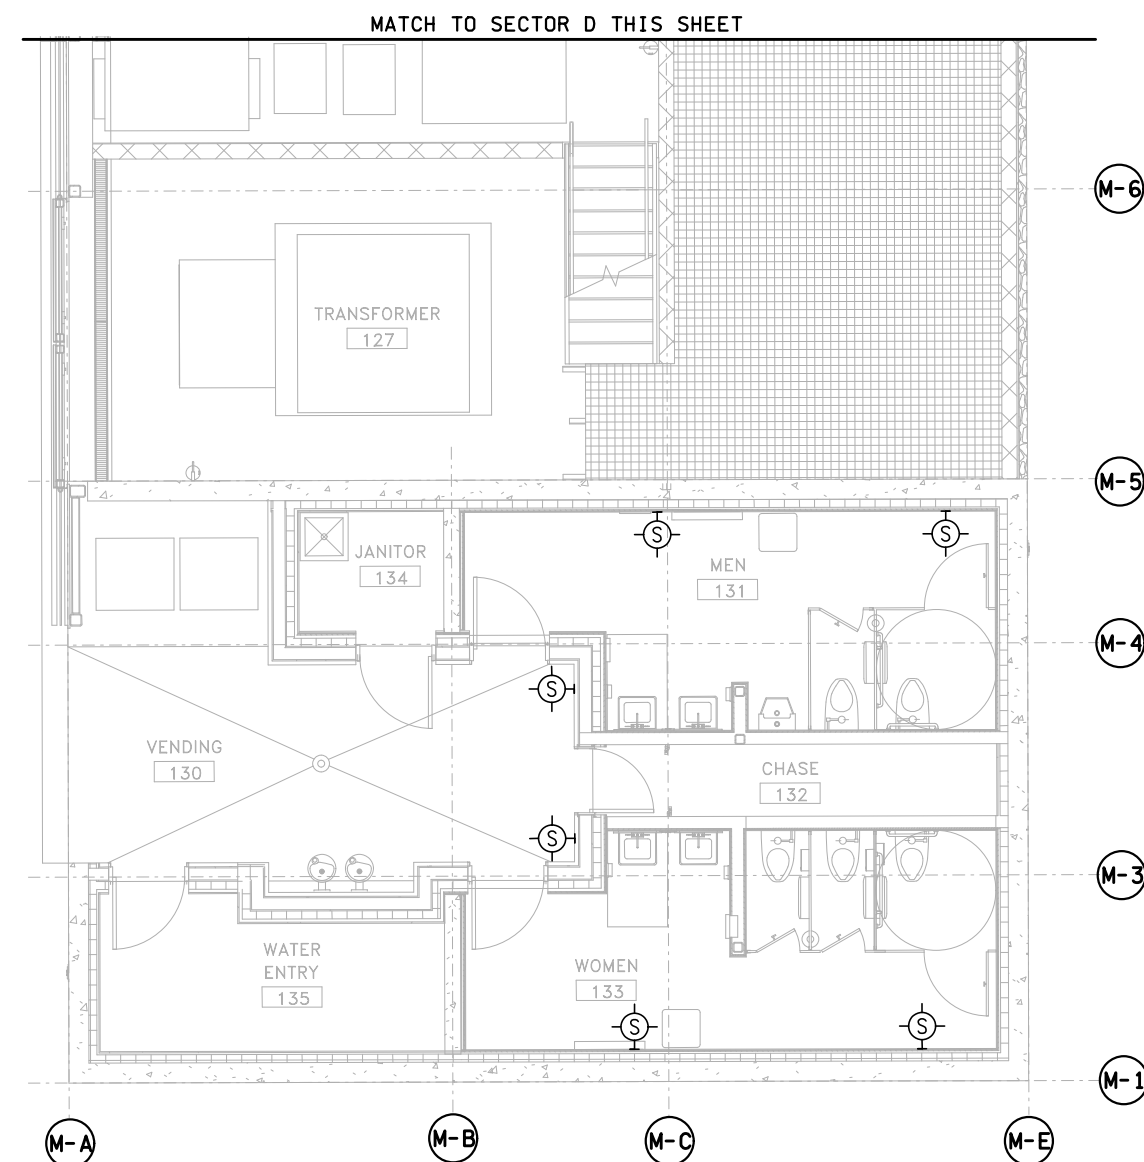 MATCH TO SECTOR D THIS SHEET
M-6
TRANSFORMER
127
M-5
S
S
JANITOR
134
MEN
131
M-4
S
VENDING
130
CHASE
132
S
M-3
WATER
ENTRY
135
WOMEN
133
S
S
M-1
M-A
M-B
M-C
M-E